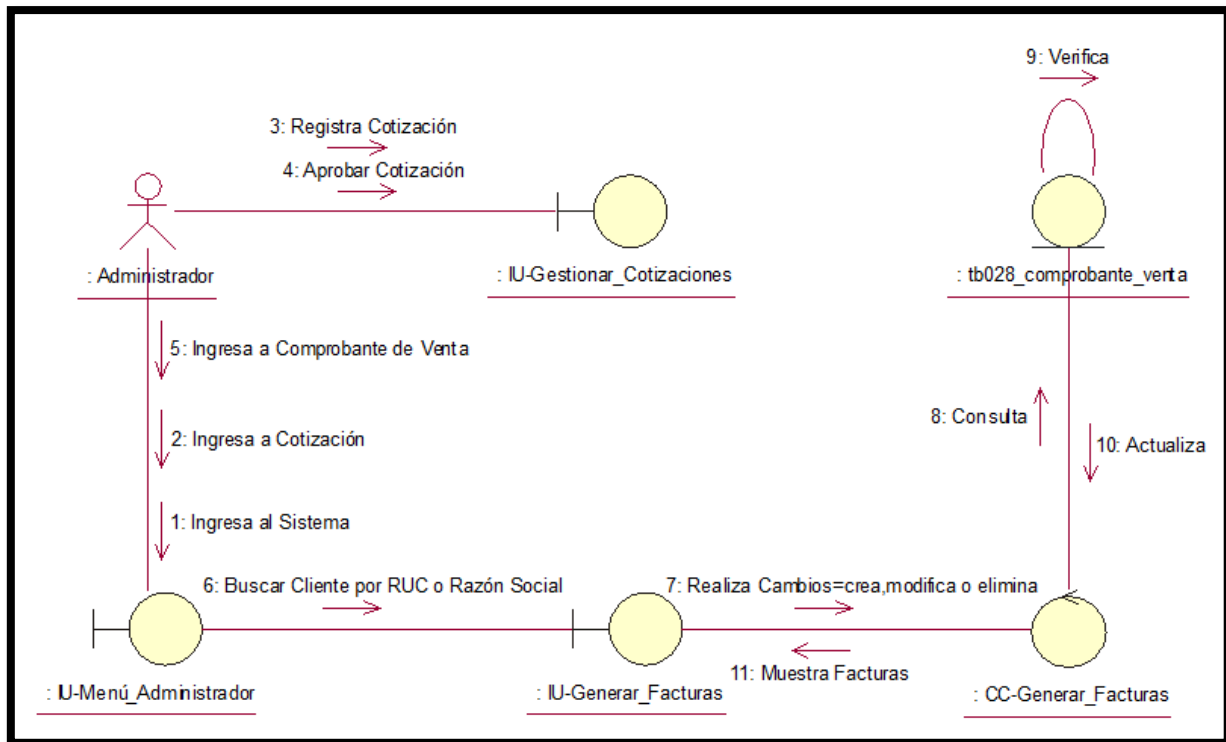 9: Verifica
3: Registra Cotización
4: Aprobar Cotización
: Administrador
: IU-Gestionar_Cotizaciones
: tb028_comprobante_venta
5: Ingresa a Comprobante de Venta
8: Consulta
2: Ingresa a Cotización
10: Actualiza
1: Ingresa al Sistema
6: Buscar Cliente por RUC o Razón Social
7: Realiza Cambios=crea,modifica o elimina
11: Muestra Facturas
: IU-Menú_Administrador
: IU-Generar_Facturas
: CC-Generar_Facturas